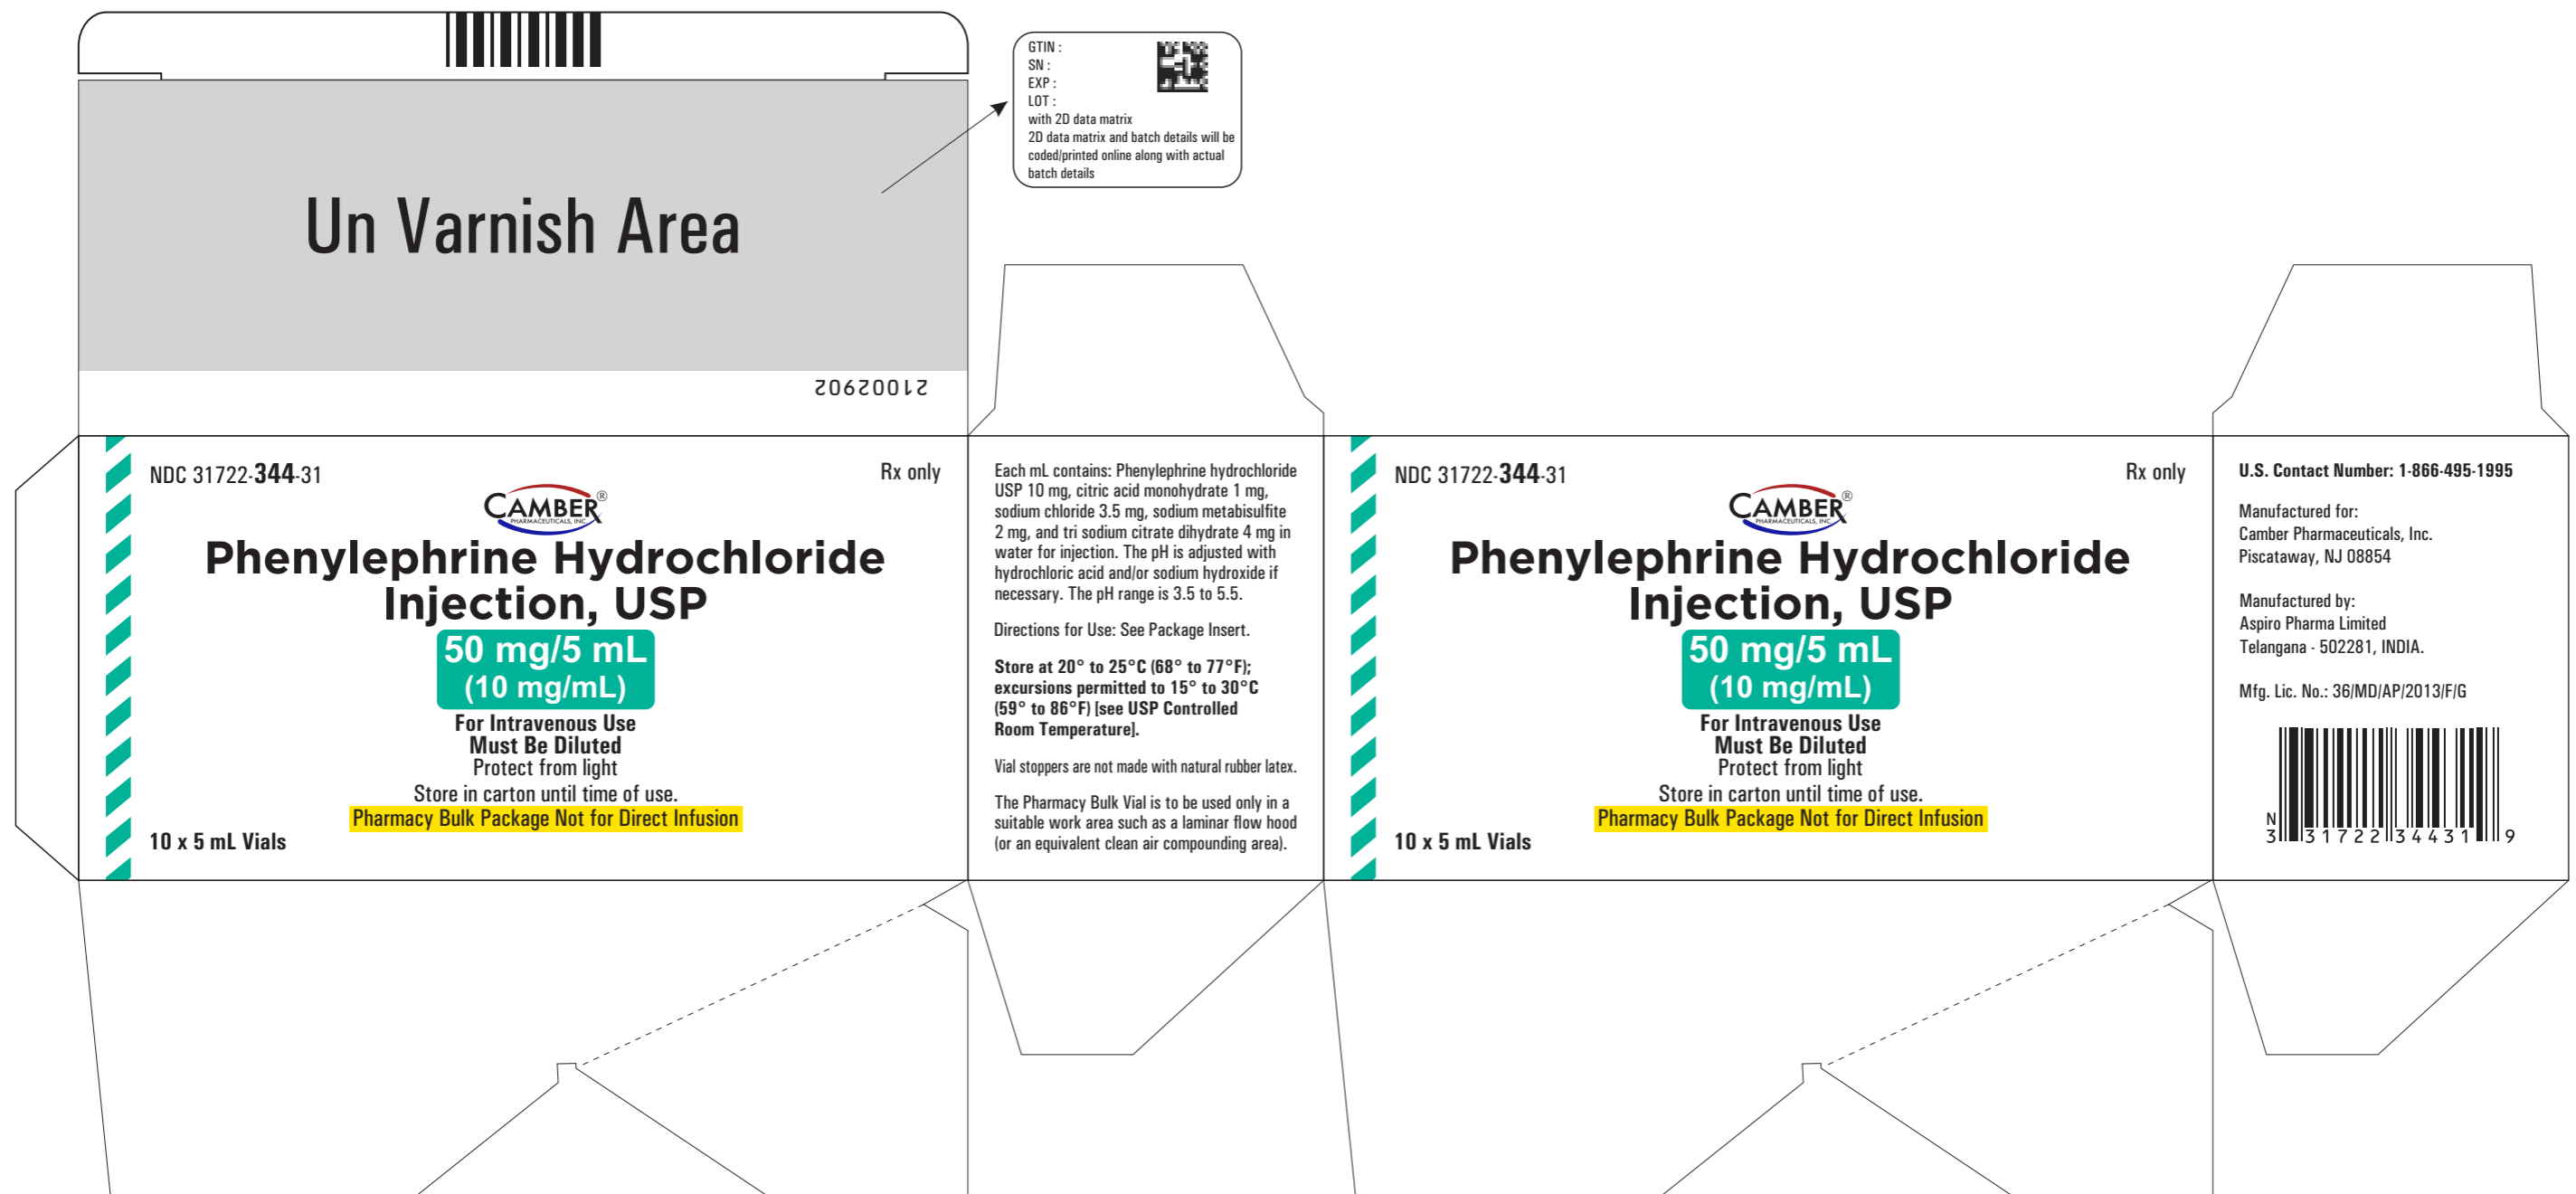 GTIN :
SN :
EXP :
LOT :
with 2D data matrix
2D data matrix and batch details will be
coded/printed online along with actual
batch details
Un Varnish Area
21002902
NDC 31722-344-31
Rx only
CAMBER®
PHARMACEUTICALS, INC.
Phenylephrine Hydrochloride
Injection, USP
50 mg/5 mL
(10 mg/mL)
For Intravenous Use
Must Be Diluted
Protect from light
Store in carton until time of use.
Pharmacy Bulk Package Not for Direct Infusion
10 x 5 mL Vials
Each mL contains: Phenylephrine hydrochloride
USP 10 mg, citric acid monohydrate 1 mg,
sodium chloride 3.5 mg, sodium metabisulfite
2 mg, and tri sodium citrate dihydrate 4 mg in
water for injection. The pH is adjusted with
hydrochloric acid and/or sodium hydroxide if
necessary. The pH range is 3.5 to 5.5.
Directions for Use: See Package Insert.
Store at 20° to 25°C (68° to 77°F);
excursions permitted to 15° to 30°C
(59° to 86°F) [see USP Controlled
Room Temperature].
Vial stoppers are not made with natural rubber latex.
The Pharmacy Bulk Vial is to be used only in a
suitable work area such as a laminar flow hood
(or an equivalent clean air compounding area).
NDC 31722-344-31
Rx only
CAMBER®
PHARMACEUTICALS, INC.
Phenylephrine Hydrochloride
Injection, USP
50 mg/5 mL
(10 mg/mL)
For Intravenous Use
Must Be Diluted
Protect from light
Store in carton until time of use.
Pharmacy Bulk Package Not for Direct Infusion
10 x 5 mL Vials
U.S. Contact Number: 1-866-495-1995
Manufactured for:
Camber Pharmaceuticals, Inc.
Piscataway, NJ 08854
Manufactured by:
Aspiro Pharma Limited
Telangana - 502281, INDIA.
Mfg. Lic. No.: 36/MD/AP/2013/F/G
N
3 31722 34431 9